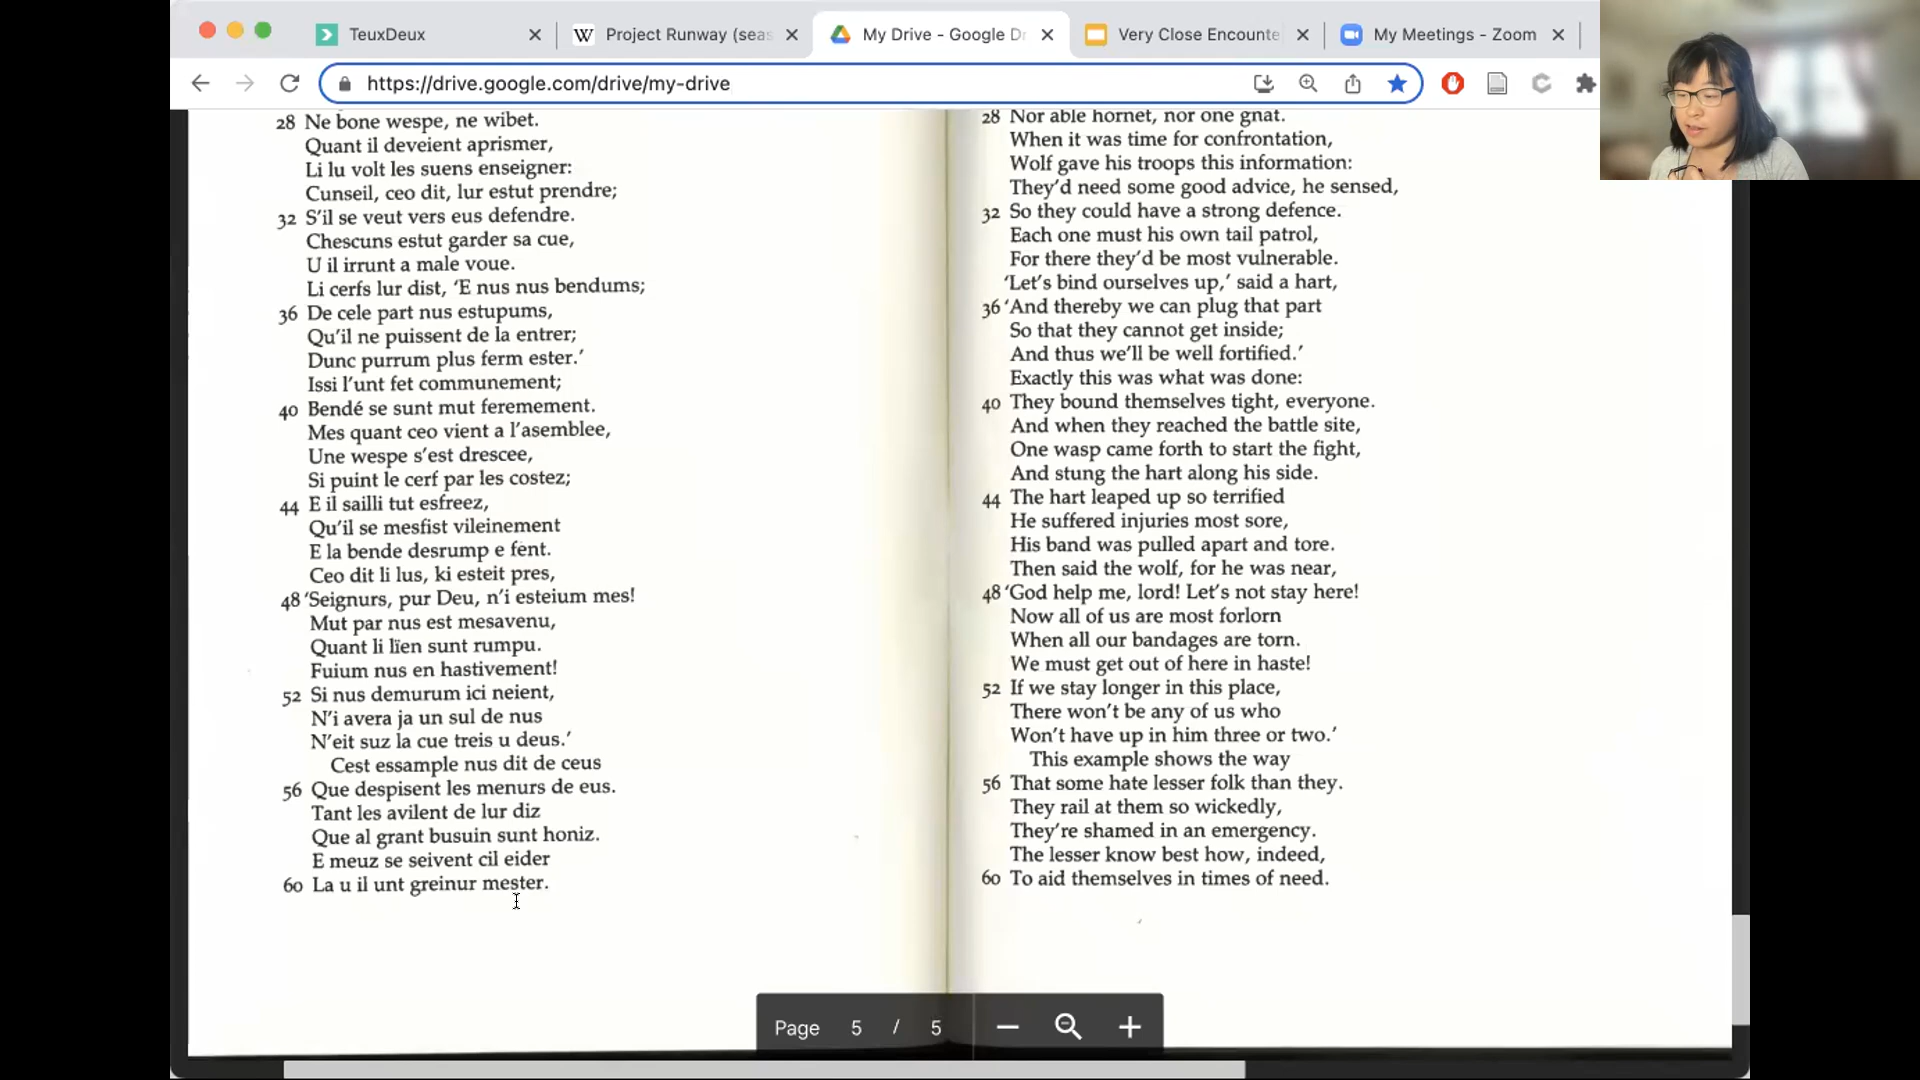 TeuxDeux
Project Runway (seas
My Drive - Google Dr
Very Close Encounte
My Meetings - Zoom
https://drive.google.com/drive/my-drive
28 Ne bone wespe, ne wibet.
Quant il deveient aprismer,
Li lu volt les suens enseigner:
Cunseil, ceo dit, lur estut prendre;
32 S'il se veut vers eus defendre.
Chescuns estut garder sa cue,
U il irrunt a male voue.
Li cerfs lur dist, 'E nus nus bendums;
36 De cele part nus estupums,
Qu'il ne puissent de la entrer;
Dunc purrum plus ferm ester.'
Issi l'unt fet communement;
40 Bendé se sunt mut ferement.
Mes quant ceo vient a l'asemblee,
Une wespe s'est drescee,
Si puint le cerf par les costez;
44 E il sailli tut esfreez,
Qu'il se mesfist vileinement
E la bende desrump e fent.
Ceo dit li lus, ki esteit pres,
48 'Seignurs, pur Deu, n'i esteium mes!
Mut par nus est mesavenu,
Quant li lïen sunt rumpu.
Fuium nus en hastivement!
52 Si nus demurum ici neient,
N'i avera ja un sul de nus
N'eit suz la cue treis u deus.'
Cest essample nus dit de ceus
56 Que despisent les menurs de eus.
Tant les avilent de lur diz
Que al grant busuin sunt honiz.
E meuz se seivent cil eider
60 La u il unt greinur mester.
28 Nor able hornet, nor one gnat.
When it was time for confrontation,
Wolf gave his troops this information:
They'd need some good advice, he sensed,
32 So they could have a strong defence.
Each one must his own tail patrol,
For there they'd be most vulnerable.
'Let's bind ourselves up,' said a hart,
36 'And thereby we can plug that part
So that they cannot get inside;
And thus we'll be well fortified.'
Exactly this was what was done:
40 They bound themselves tight, everyone.
And when they reached the battle site,
One wasp came forth to start the fight,
And stung the hart along his side.
44 The hart leaped up so terrified
He suffered injuries most sore,
His band was pulled apart and tore.
Then said the wolf, for he was near,
48 'God help me, lord! Let's not stay here!
Now all of us are most forlorn
When all our bandages are torn.
We must get out of here in haste!
52 If we stay longer in this place,
There won't be any of us who
Won't have up in him three or two.'
This example shows the way
56 That some hate lesser folk than they.
They rail at them so wickedly,
They're shamed in an emergency.
The lesser know best how, indeed,
60 To aid themselves in times of need.
Page 5 / 5